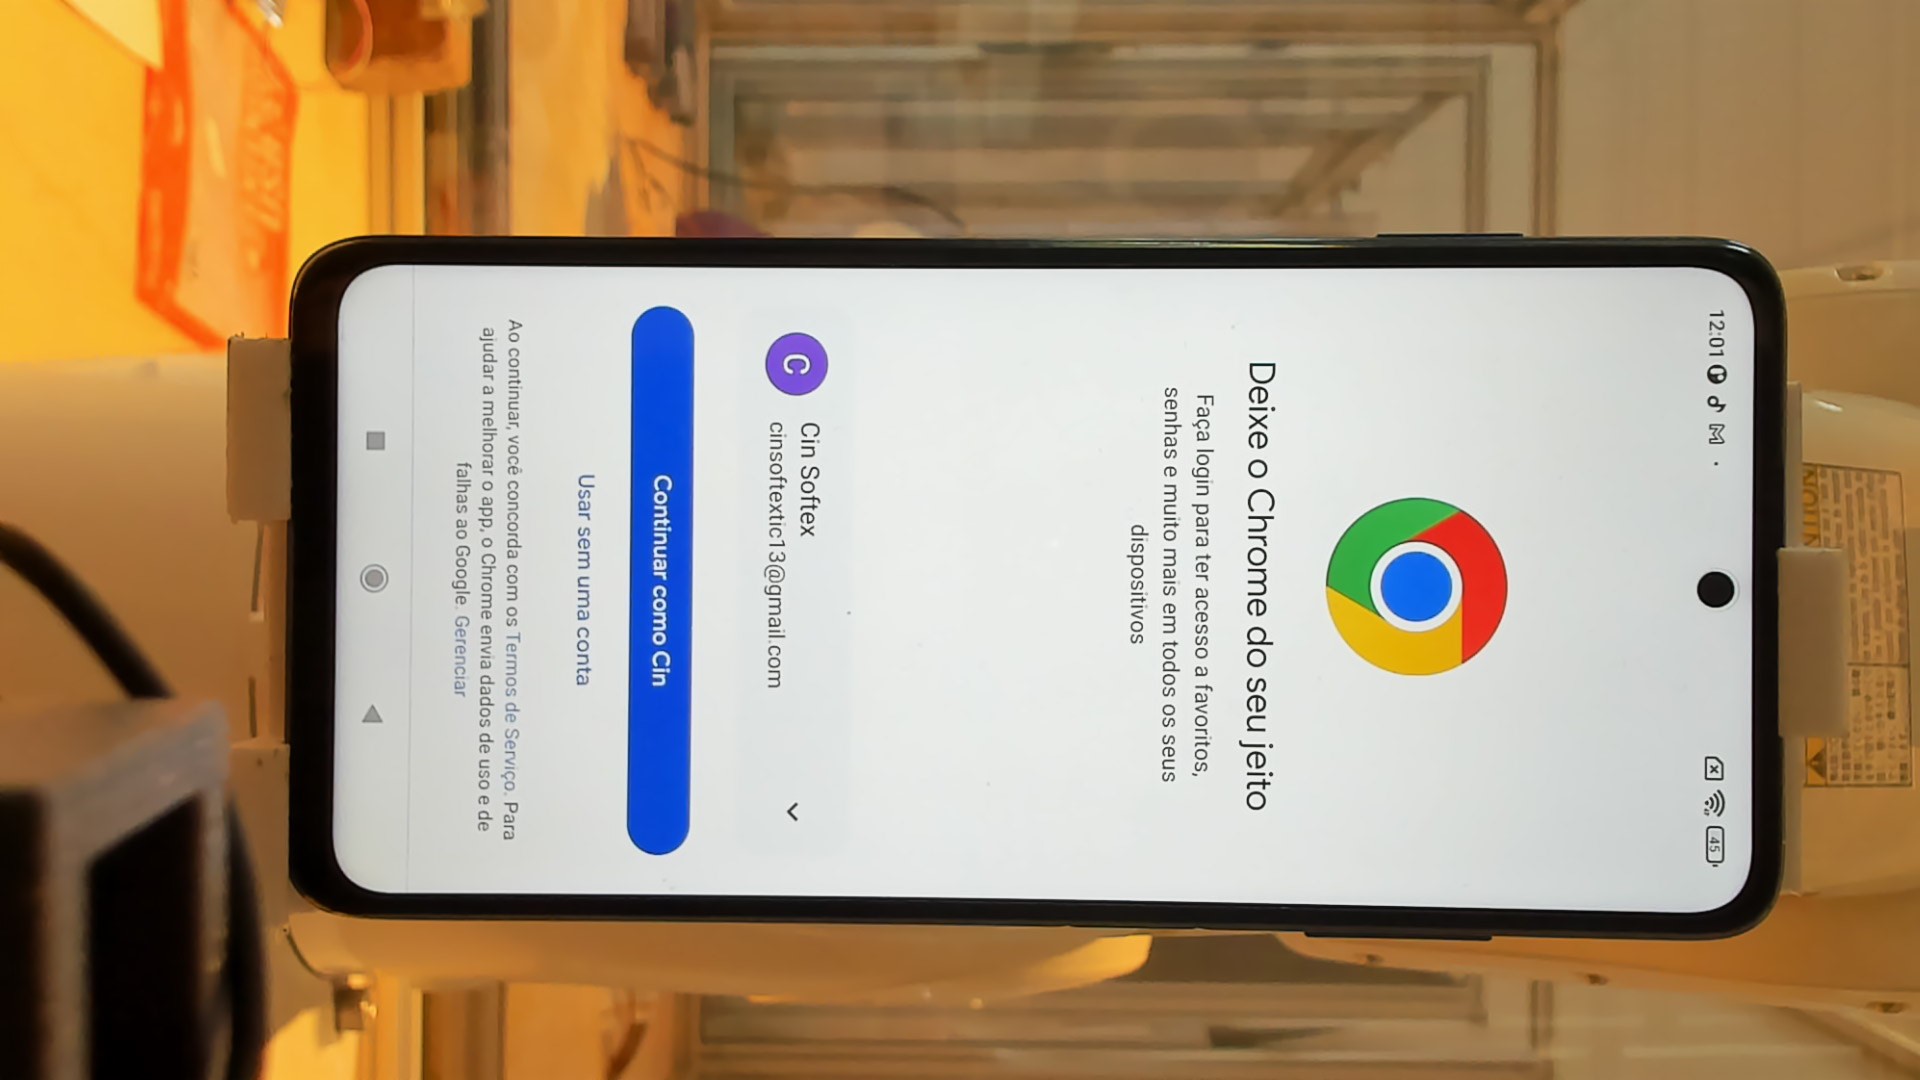 12:01
45
Deixe o Chrome do seu jeito
Faça login para ter acesso a favoritos,
senhas e muito mais em todos os seus
dispositivos
C
Cin Softex
cinsoftextic13@gmail.com
Continuar como Cin
Usar sem uma conta
Ao continuar, você concorda com os Termos de Serviço. Para
ajudar a melhorar o app, o Chrome envia dados de uso e de
falhas ao Google. Gerenciar